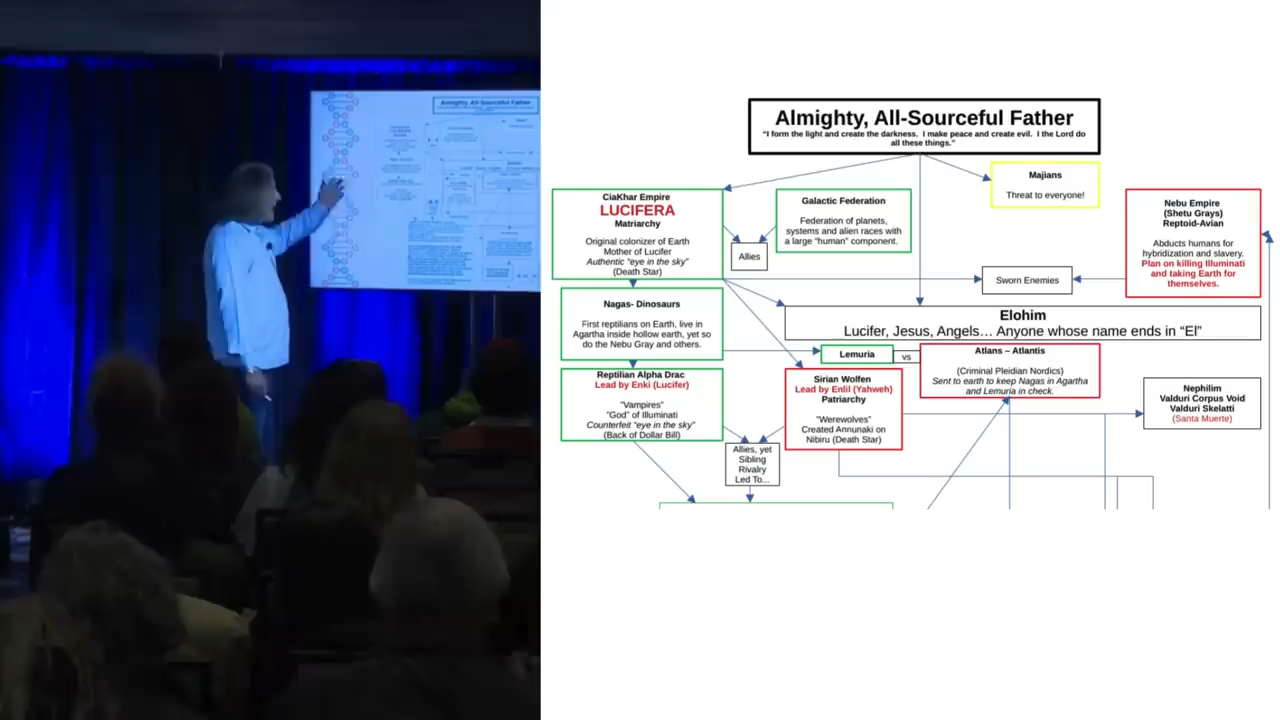 Almighty, All-Sourceful Father
“I form the light and create the darkness. I make peace and create evil. I the Lord do
all these things.”
Majians
Threat to everyone!
CiaKhar Empire
LUCIFERA
Matriarchy
Original colonizer of Earth
Mother of Lucifer
Authentic “eye in the sky”
(Death Star)
Galactic Federation
Federation of planets,
systems and alien races with
a large “human” component.
Nebu Empire
(Shetu Grays)
Reptoid-Avian
Abducts humans for
hybridization and slavery.
Plan on killing Illuminati
and taking Earth for
themselves.
Allies
Sworn Enemies
Nagas- Dinosaurs
First reptilians on Earth, live in
Agartha inside hollow earth, yet so
do the Nebu Gray and others.
Elohim
Lucifer, Jesus, Angels… Anyone whose name ends in “El”
Lemuria
vs
Atlans – Atlantis
(Criminal Pleidian Nordics)
Sent to earth to keep Nagas in Agartha
and Lemuria in check.
Reptilian Alpha Drac
Lead by Enki (Lucifer)
“Vampires”
“God” of Illuminati
Counterfeit “eye in the sky”
(Back of Dollar Bill)
Sirian Wolfen
Lead by Enlil (Yahweh)
Patriarchy
“Werewolves”
Created Annunaki on
Nibiru (Death Star)
Nephilim
Valduri Corpus Void
Valduri Skelatti
(Santa Muerte)
Allies, yet
Sibling
Rivalry
Led To...
Almighty, All-Sourceful Father
LUCIFERA